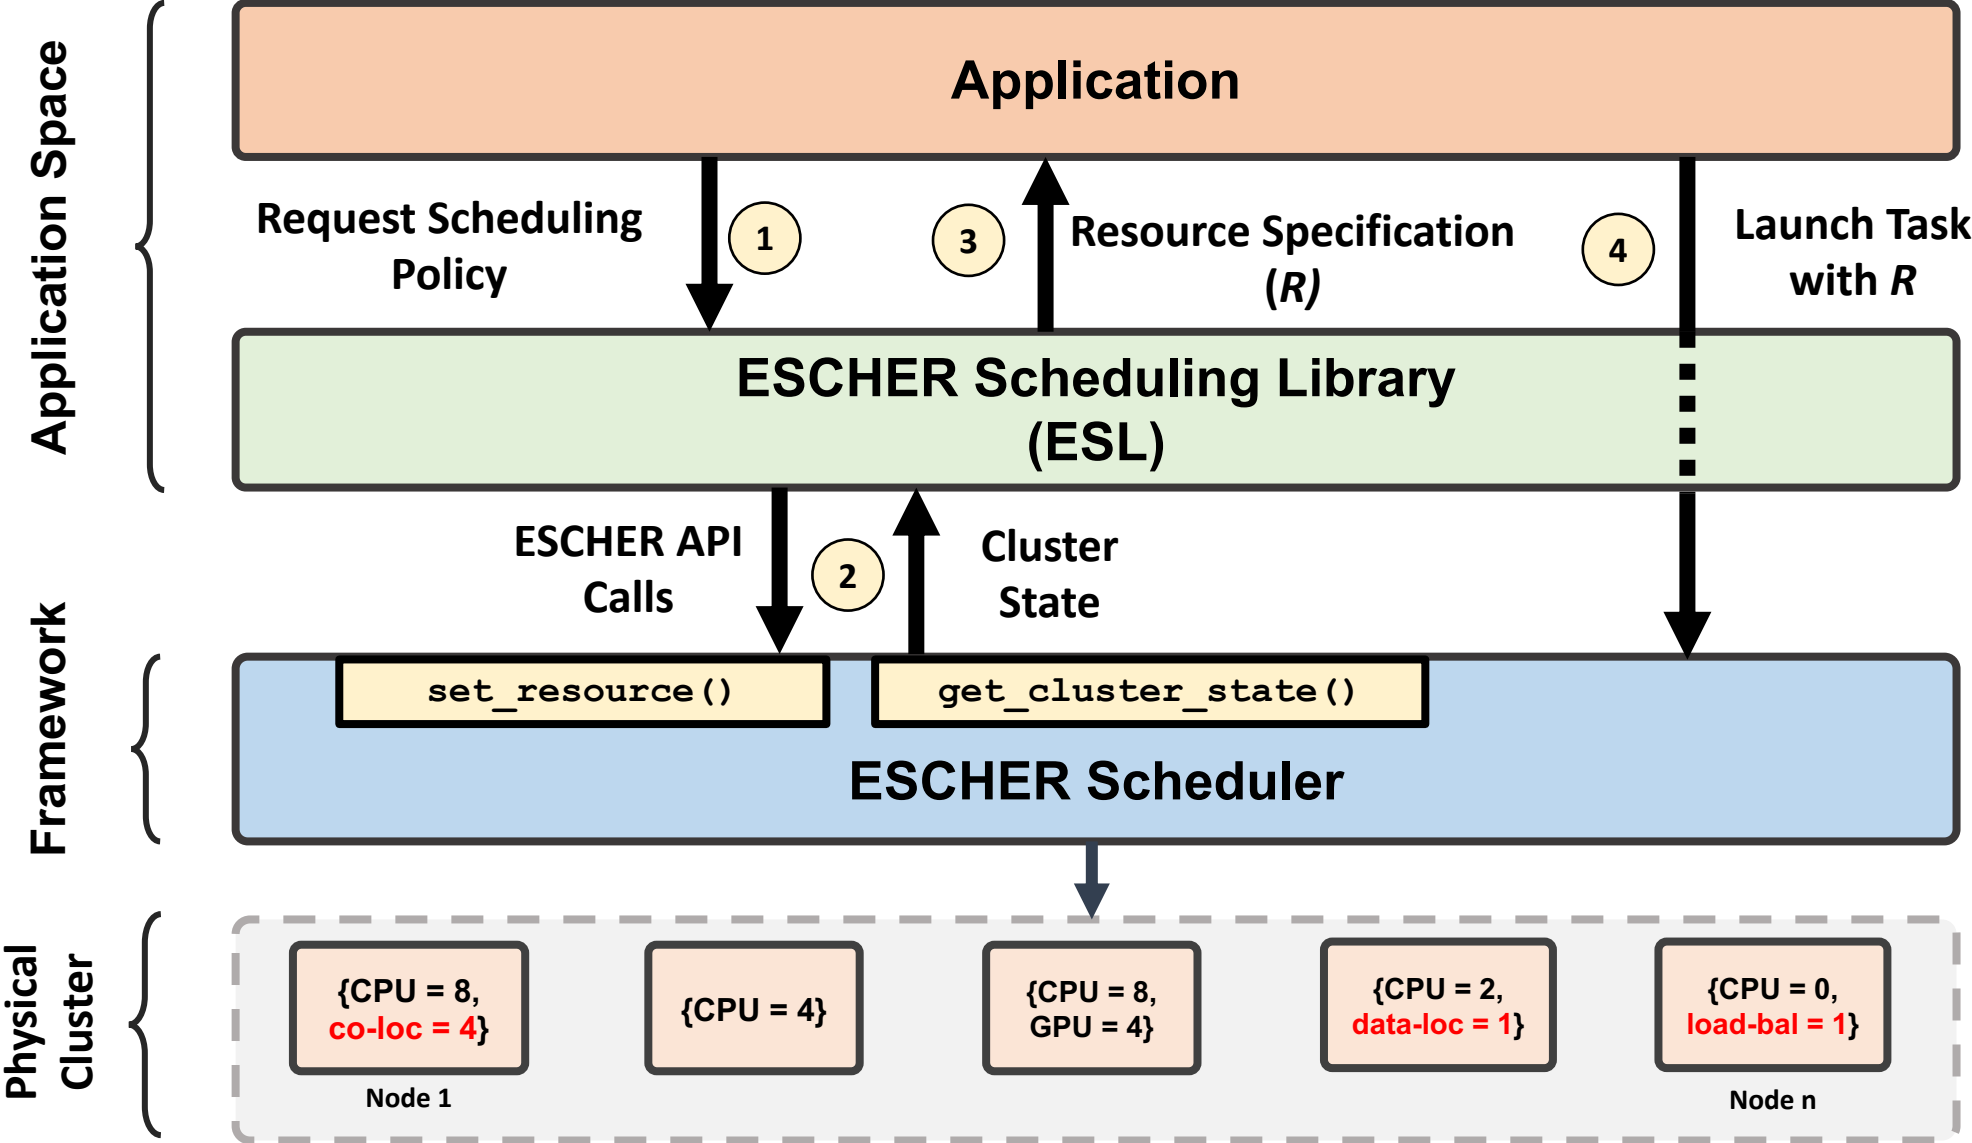 Application Space
Application
Request Scheduling
Policy
1
3
Resource Specification
(R)
4
Launch Task
with R
ESCHER Scheduling Library
(ESL)
ESCHER API
Calls
2
Cluster
State
Framework
set_resource()
get_cluster_state()
ESCHER Scheduler
Physical
Cluster
{CPU = 8,
co-loc = 4}
Node 1
{CPU = 4}
{CPU = 8,
GPU = 4}
{CPU = 2,
data-loc = 1}
{CPU = 0,
load-bal = 1}
Node n